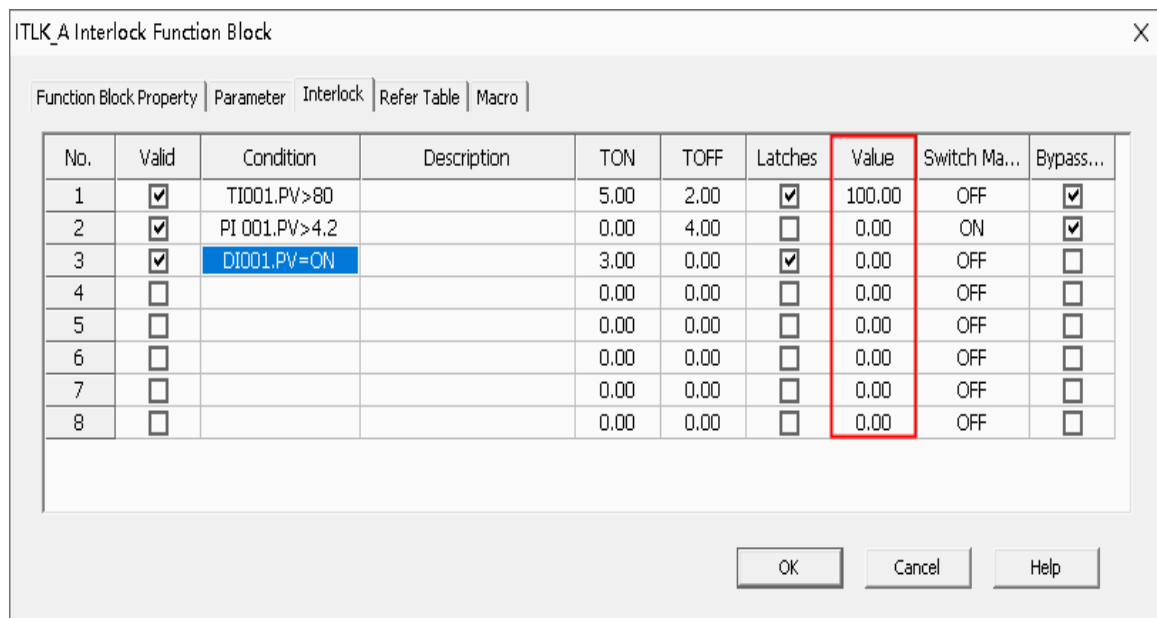 ITLK_A Interlock Function Block X
Function Block Property Parameter Interlock Refer Table Macro
No. Valid Condition Description TON TOFF Latches Value Switch Ma... Bypass...
1 TI001.PV>80 5.00 2.00 100.00 OFF
2 PI 001.PV>4.2 0.00 4.00 0.00 ON
3 DI001.PV=ON 3.00 0.00 0.00 OFF
4 0.00 0.00 0.00 OFF
5 0.00 0.00 0.00 OFF
6 0.00 0.00 0.00 OFF
7 0.00 0.00 0.00 OFF
8 0.00 0.00 0.00 OFF
OK Cancel Help